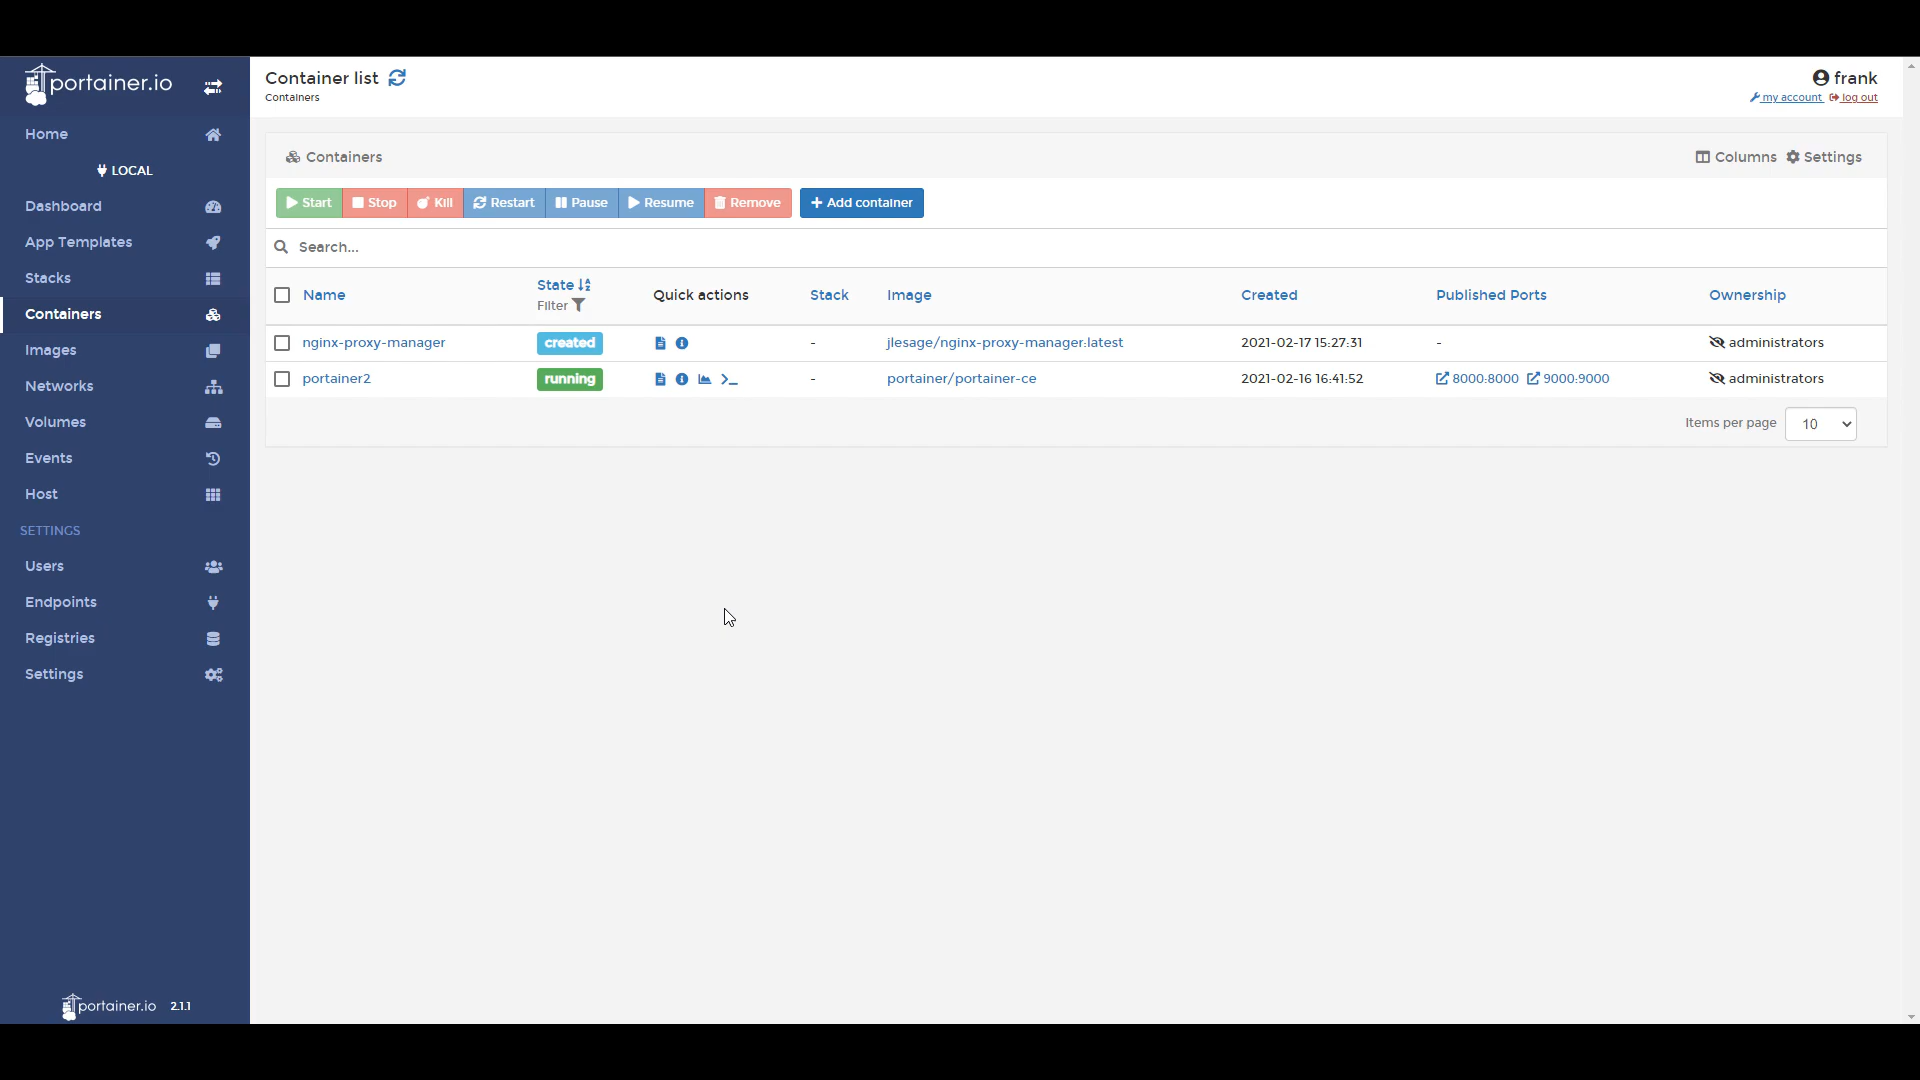 portainer.io
Home
LOCAL
Dashboard
App Templates
Stacks
Containers
Images
Networks
Volumes
Events
Host
SETTINGS
Users
Endpoints
Registries
Settings
portainer.io 2.1.1
Container list
Containers
frank
my account log out
Containers
Columns Settings
Start Stop Kill Restart Pause Resume Remove Add container
Search...
Name State Filter Quick actions Stack Image Created Published Ports Ownership
nginx-proxy-manager created - jlesage/nginx-proxy-manager:latest 2021-02-17 15:27:31 - administrators
portainer2 running - portainer/portainer-ce 2021-02-16 16:41:52 8000:8000 9000:9000 administrators
Items per page 10